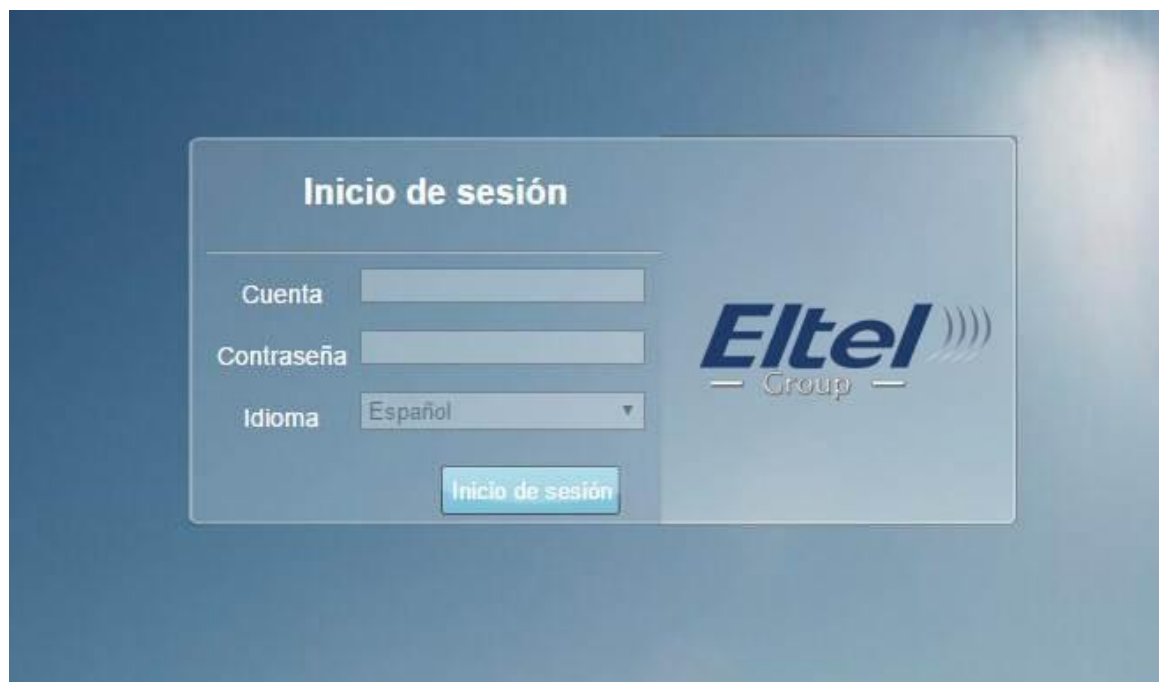 Inicio de sesión
Cuenta
Contraseña
Idioma
Español
Inicio de sesión
Eltel
Group